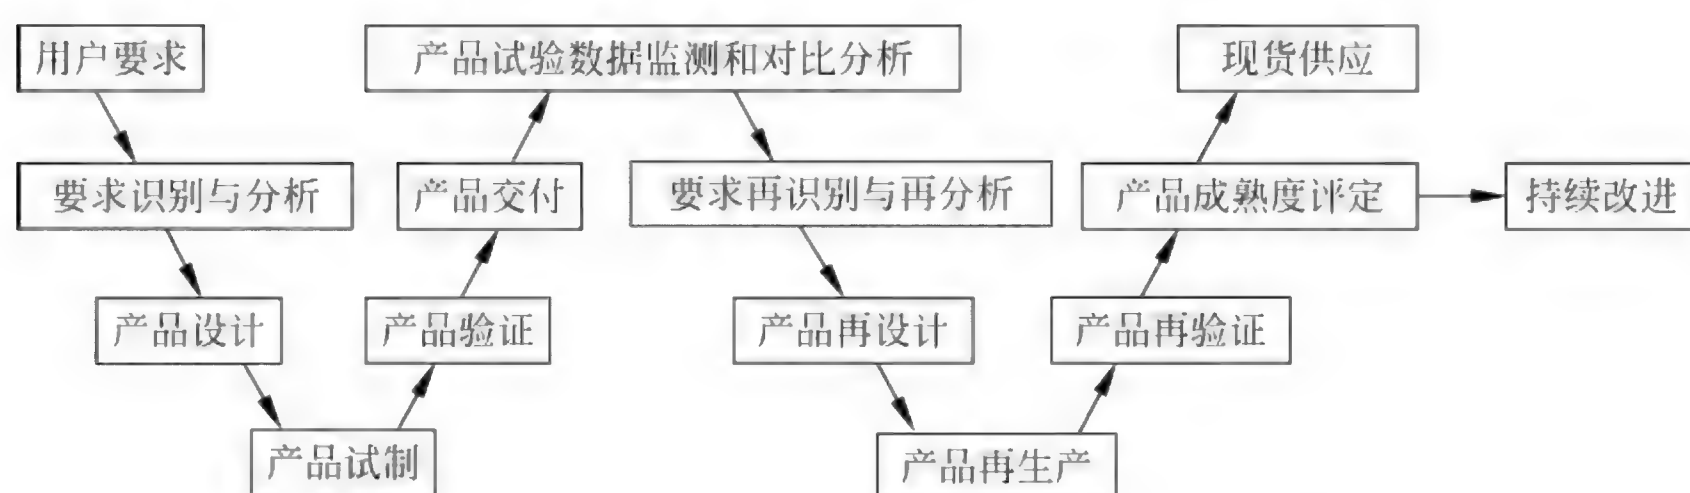 用户要求
产品试验数据监测和对比分析
现货供应
要求识别与分析
产品交付
要求再识别与再分析
产品成熟度评定
持续改进
产品设计
产品验证
产品再设计
产品再验证
产品试制
产品再生产